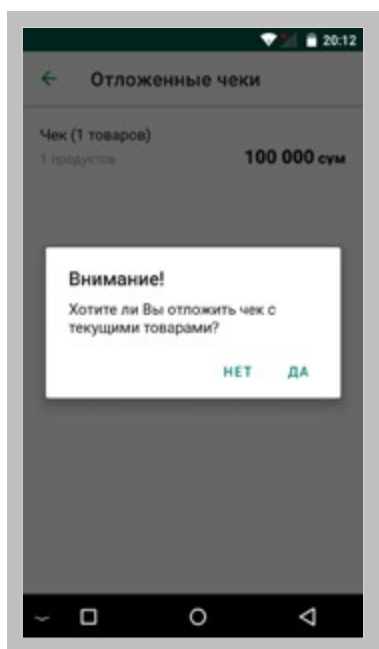 20:12
Отложенные чеки
Чек (1 товаров)
1 продуктов
100 000 сум
Внимание!
Хотите ли Вы отложить чек с
текущими товарами?
НЕТ ДА